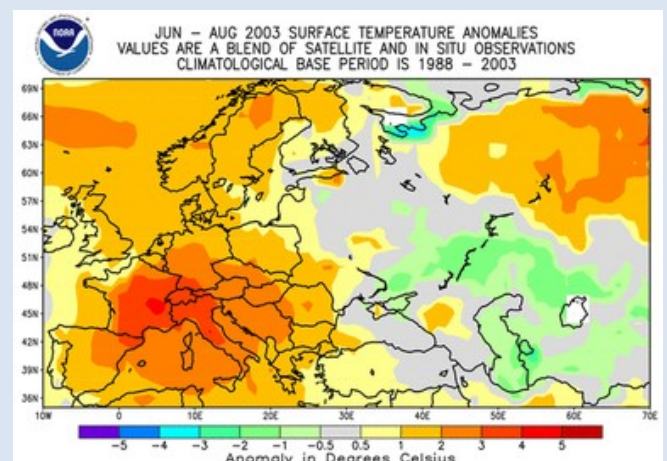 NOAA
JUN – AUG 2003 SURFACE TEMPERATURE ANOMALIES
VALUES ARE A BLEND OF SATELLITE AND IN SITU OBSERVATIONS
CLIMATOLOGICAL BASE PERIOD IS 1988 – 2003
69N
66N
63N
60N
57N
54N
51N
48N
45N
42N
39N
36N
10W 0 10E 20E 30E 40E 50E 60E 70E
-5 -4 -3 -2 -1 -0.5 0.5 1 2 3 4 5
Anomaly in Degrees Celsius